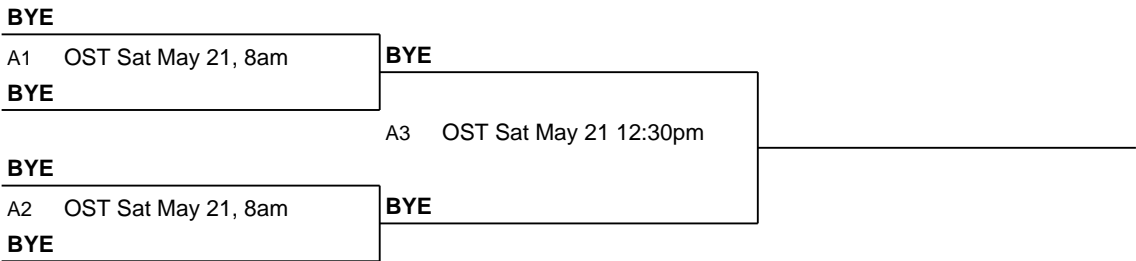 BYE
A1 OST Sat May 21, 8am
BYE
BYE
A3 OST Sat May 21 12:30pm
BYE
A2 OST Sat May 21, 8am
BYE
BYE